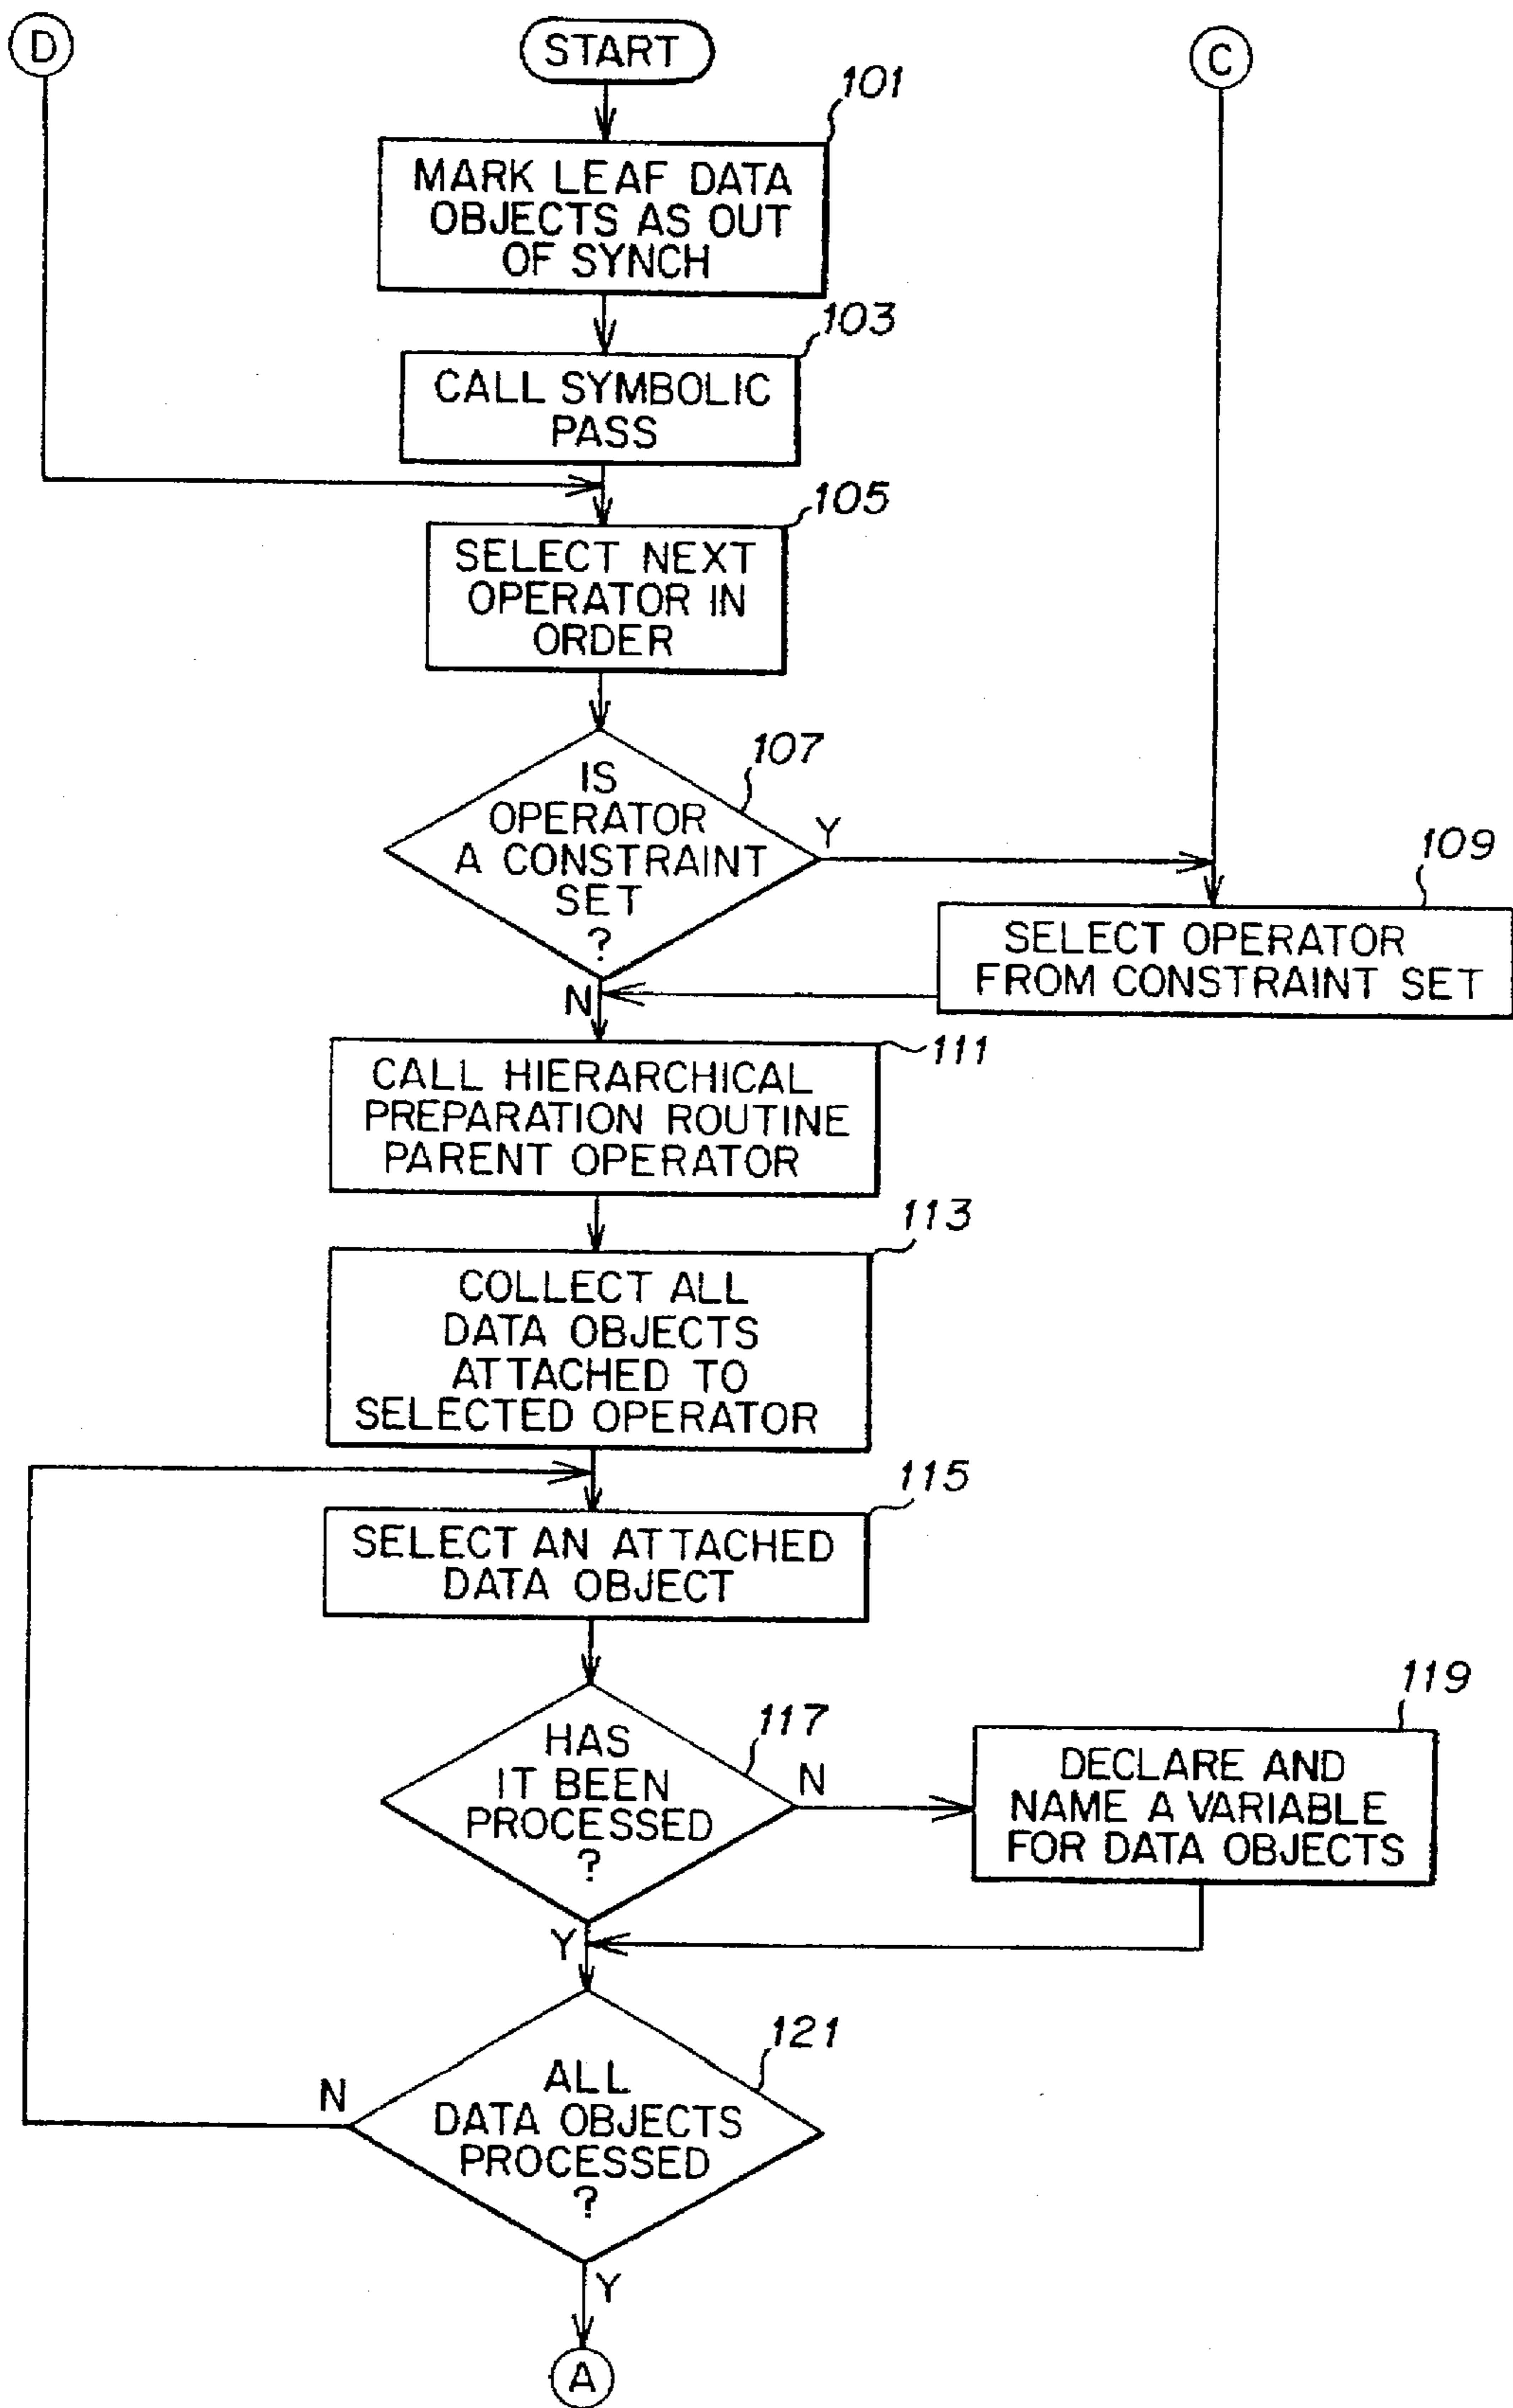 D
START
C
101
MARK LEAF DATA
OBJECTS AS OUT
OF SYNCH
103
CALL SYMBOLIC
PASS
105
SELECT NEXT
OPERATOR IN
ORDER
107
IS
OPERATOR
A CONSTRAINT
SET
?
Y
109
SELECT OPERATOR
FROM CONSTRAINT SET
N
111
CALL HIERARCHICAL
PREPARATION ROUTINE
PARENT OPERATOR
113
COLLECT ALL
DATA OBJECTS
ATTACHED TO
SELECTED OPERATOR
115
SELECT AN ATTACHED
DATA OBJECT
117
HAS
IT BEEN
PROCESSED
?
N
119
DECLARE AND
NAME A VARIABLE
FOR DATA OBJECTS
Y
121
ALL
DATA OBJECTS
PROCESSED
?
N
Y
A